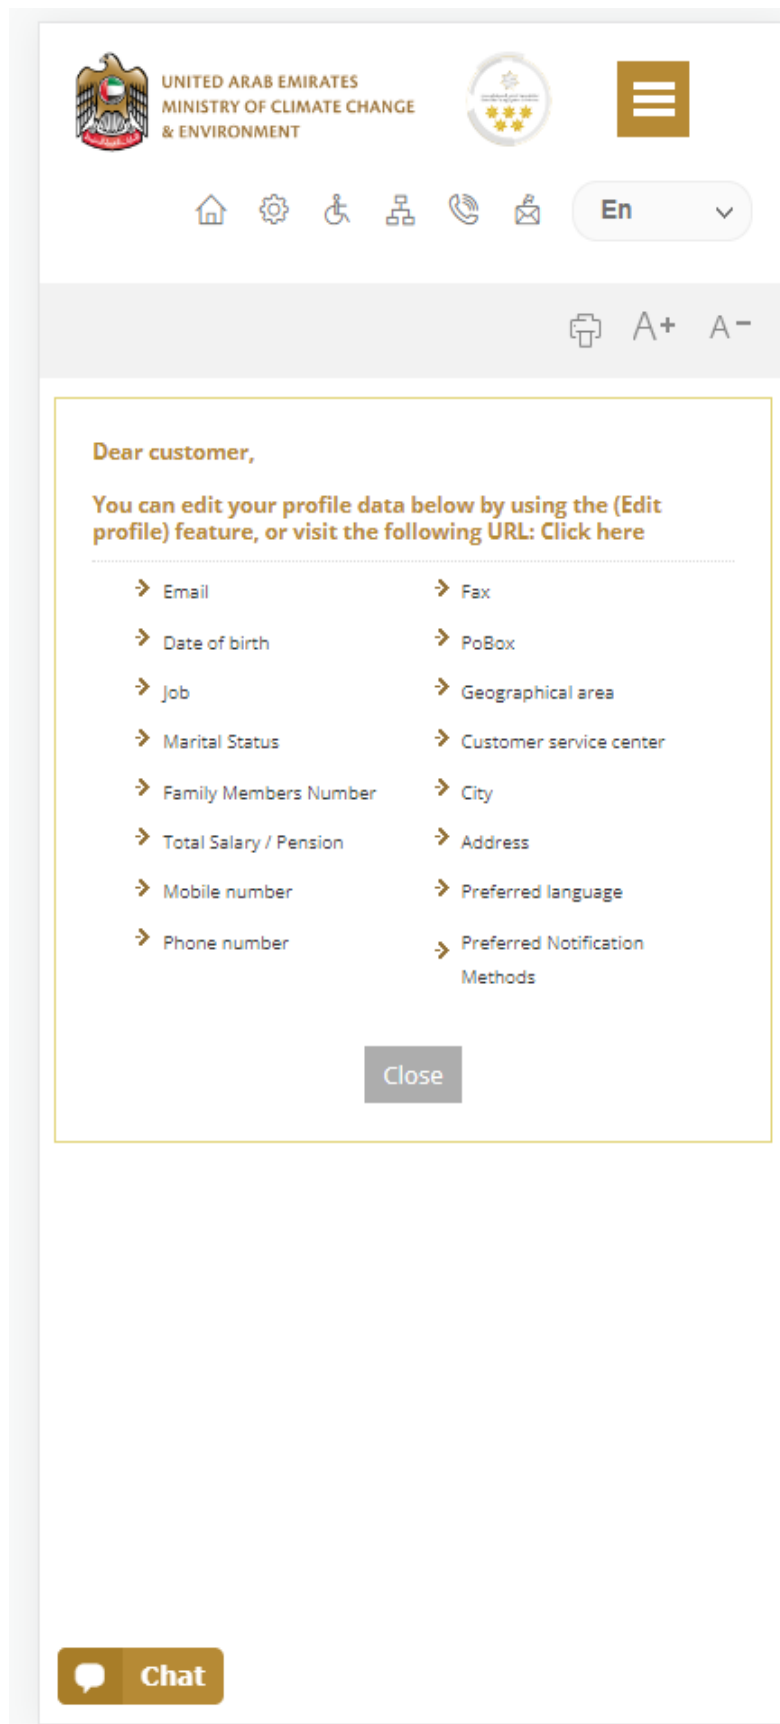 UNITED ARAB EMIRATES
MINISTRY OF CLIMATE CHANGE
& ENVIRONMENT
En
A+ A-
Dear customer,
You can edit your profile data below by using the (Edit
profile) feature, or visit the following URL: Click here
Email
Date of birth
Job
Marital Status
Family Members Number
Total Salary / Pension
Mobile number
Phone number
Fax
PoBox
Geographical area
Customer service center
City
Address
Preferred language
Preferred Notification
Methods
Close
Chat